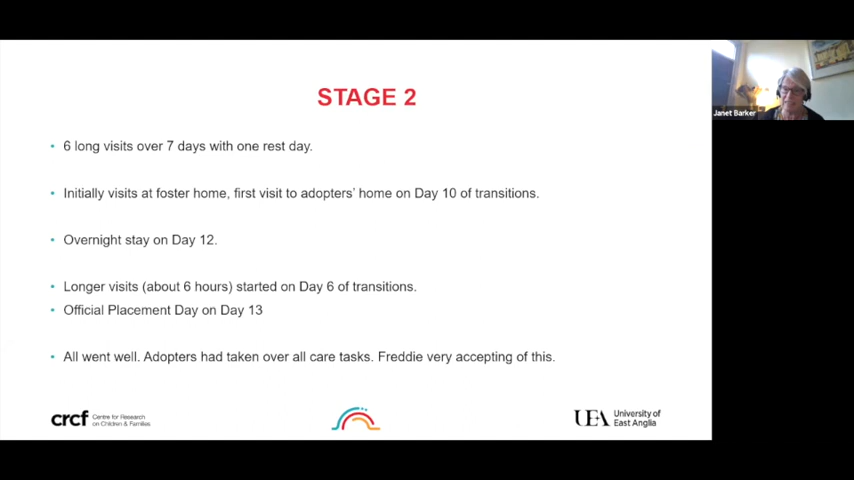 STAGE 2
• 6 long visits over 7 days with one rest day.
• Initially visits at foster home, first visit to adopters' home on Day 10 of transitions.
• Overnight stay on Day 12.
• Longer visits (about 6 hours) started on Day 6 of transitions.
• Official Placement Day on Day 13
• All went well. Adopters had taken over all care tasks. Freddie very accepting of this.
crcf Centre for Research
on Children & Families
UEA University of
East Anglia
Janet Barker